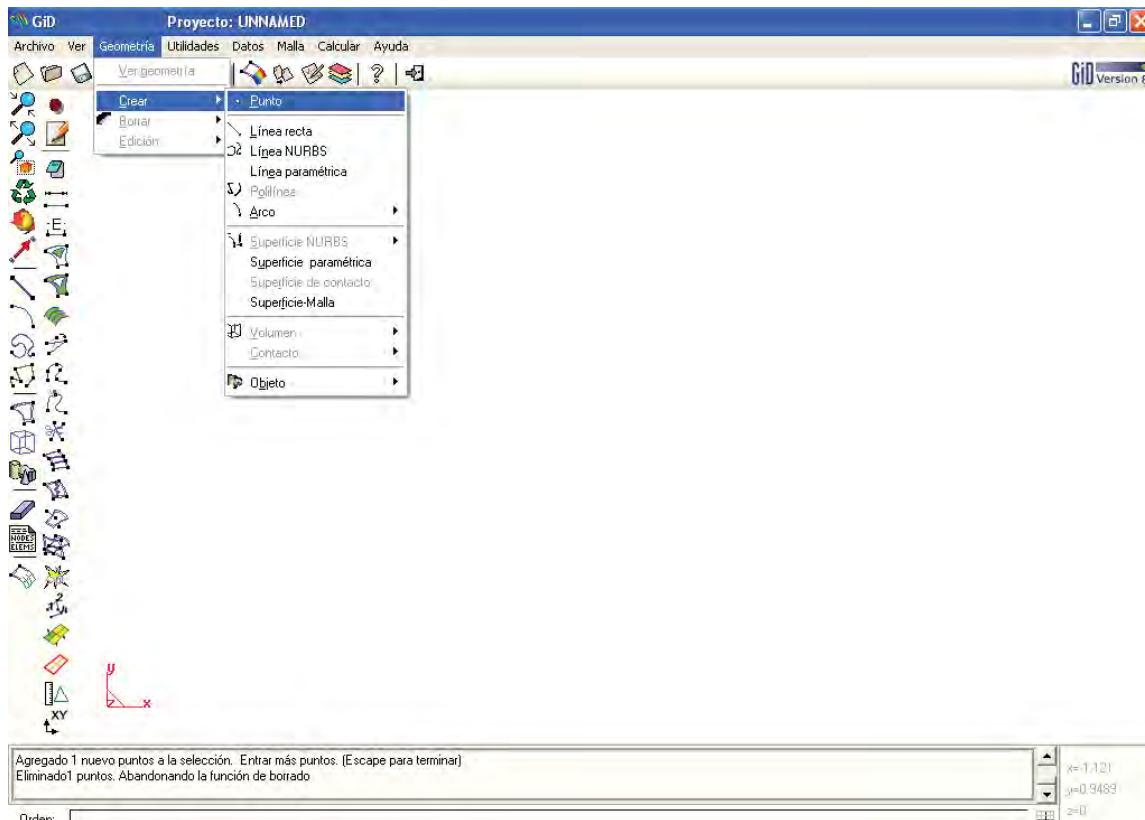 GiD Proyecto: UNNAMED
Archivo Ver Geometría Utilidades Datos Malla Calcular Ayuda
Ver geometría
GiD Version 8
Crear
Borrar
Edición
Punto
Línea recta
Línea NURBS
Línea paramétrica
Polilínea
Arco
Superficie NURBS
Superficie paramétrica
Superficie de contacto
Superficie-Malla
Volumen
Contacto
Objeto
E
NODES
ELEMS
XY
y
z x
Agregado 1 nuevo puntos a la selección. Entrar más puntos. (Escape para terminar)
Eliminado1 puntos. Abandonando la función de borrado
x=-1.121
y=0.9489
z=0
Orden: